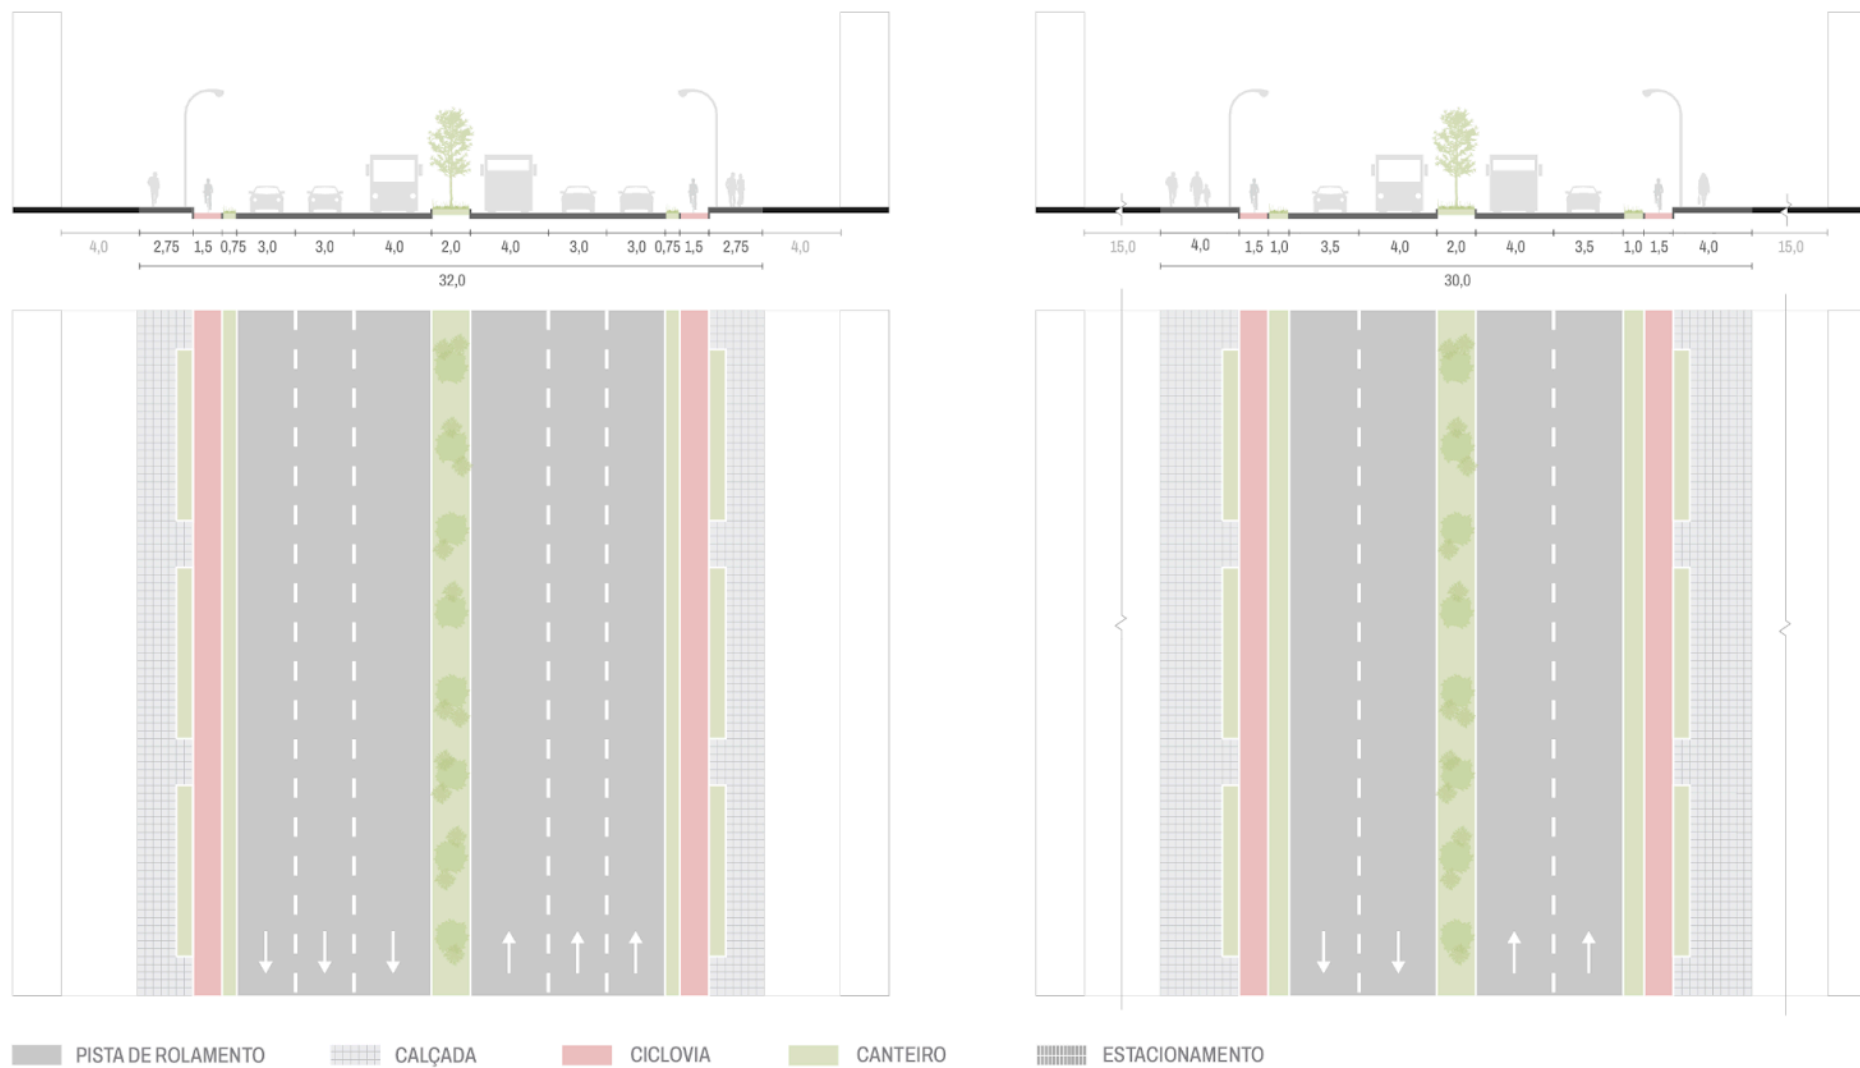 4,0 2,75 1,5 0,75 3,0 3,0 4,0 2,0 4,0 3,0 3,0 0,75 1,5 2,75 4,0
32,0
15,0 4,0 1,5 1,0 3,5 4,0 2,0 4,0 3,5 1,0 1,5 4,0 15,0
30,0
PISTA DE ROLAMENTO
CALÇADA
CICLOVIA
CANTEIRO
ESTACIONAMENTO